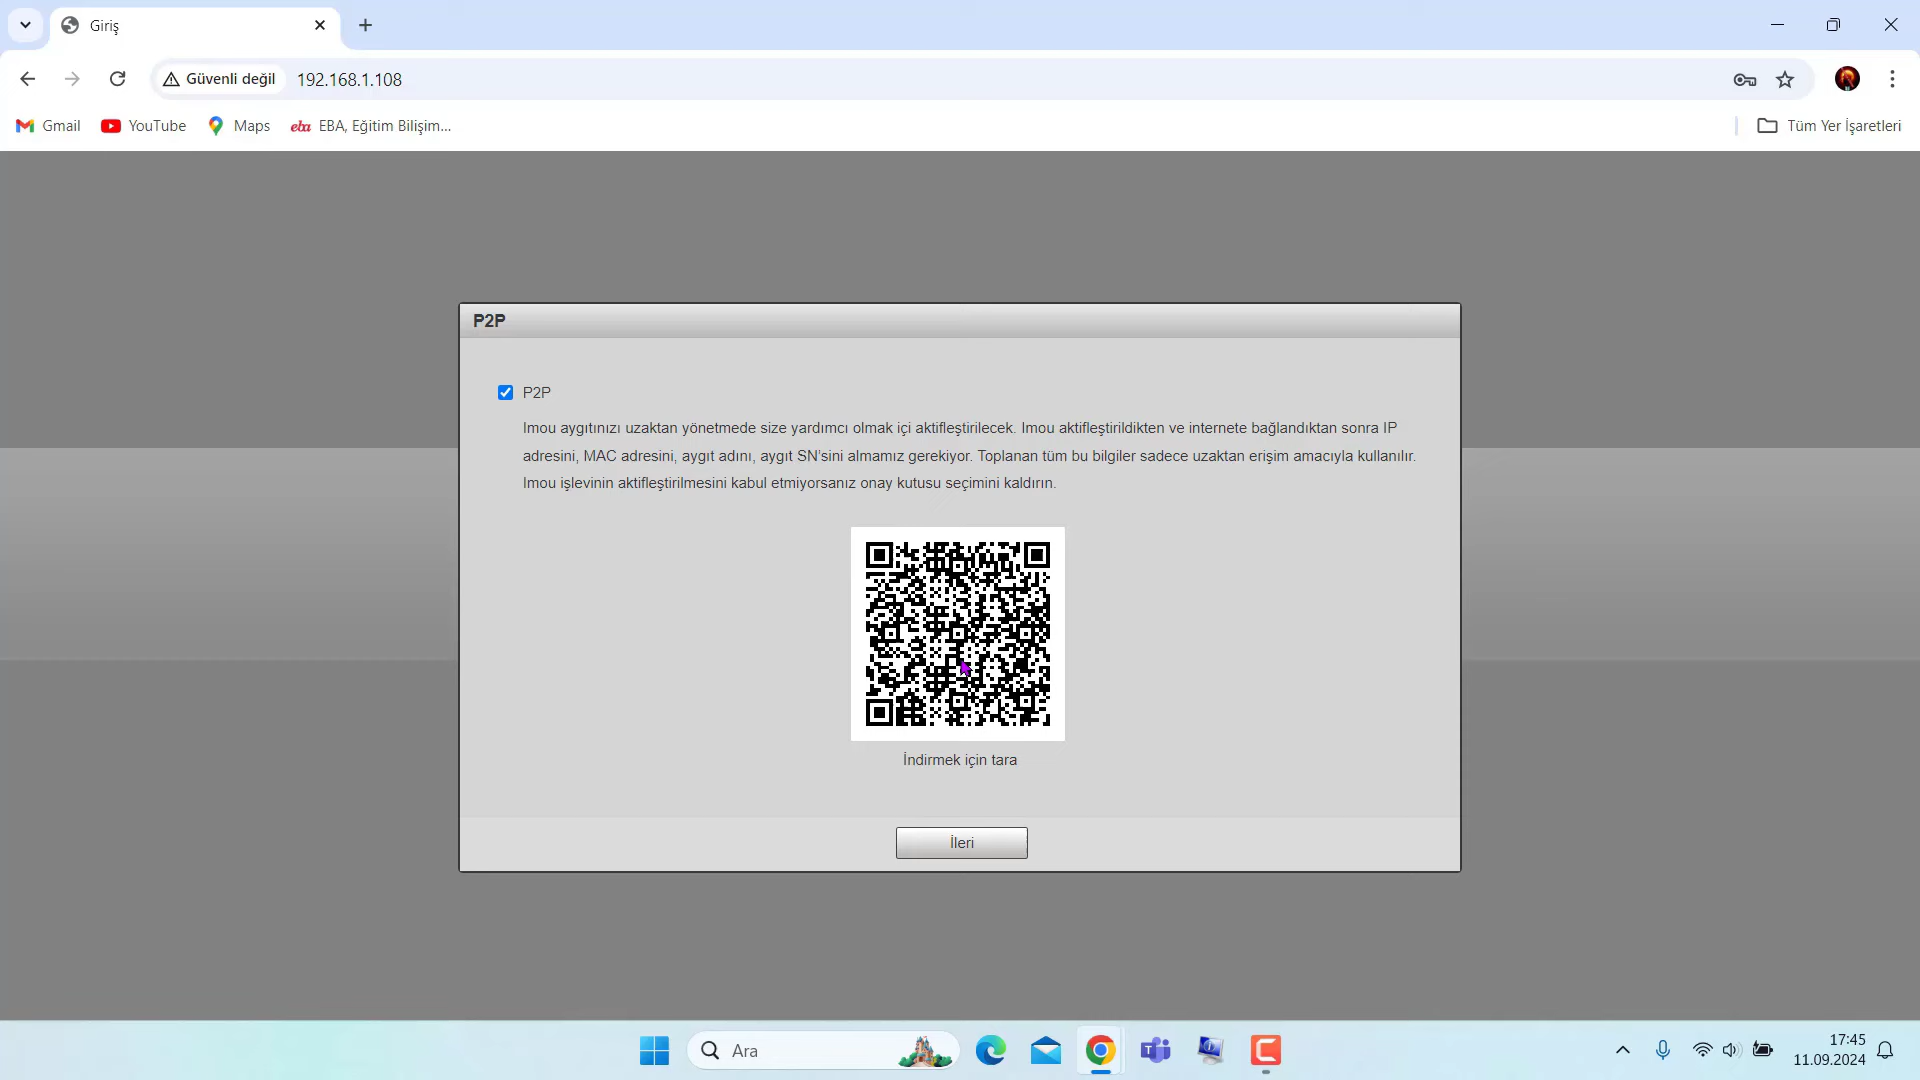 Giriş
Güvenli değil
192.168.1.108
Gmail
YouTube
Maps
eba
EBA, Eğitim Bilişim...
Tüm Yer İşaretleri
P2P
P2P
Imou aygıtınızı uzaktan yönetmede size yardımcı olmak içi aktifleştirilecek. Imou aktifleştirildikten ve internete bağlandıktan sonra IP
adresini, MAC adresini, aygıt adını, aygıt SN'sini almamız gerekiyor. Toplanan tüm bu bilgiler sadece uzaktan erişim amacıyla kullanılır.
Imou işlevinin aktifleştirilmesini kabul etmiyorsanız onay kutusu seçimini kaldırın.
İndirmek için tara
İleri
Ara
17:45
11.09.2024